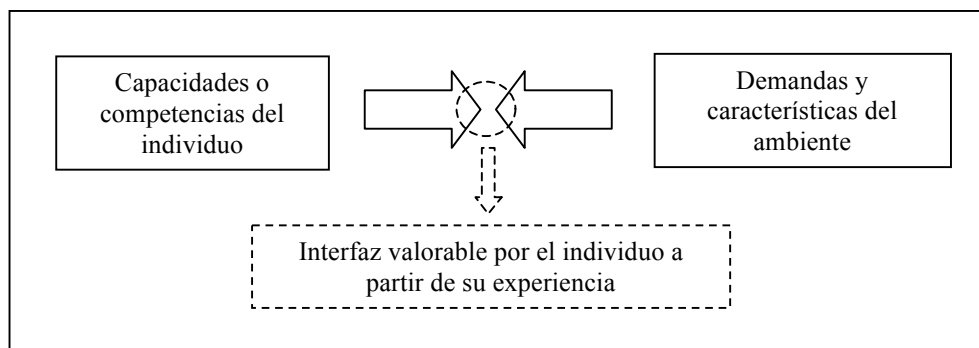 Capacidades o
competencias del
individuo
Demandas y
características del
ambiente
Interfaz valorable por el individuo a
partir de su experiencia